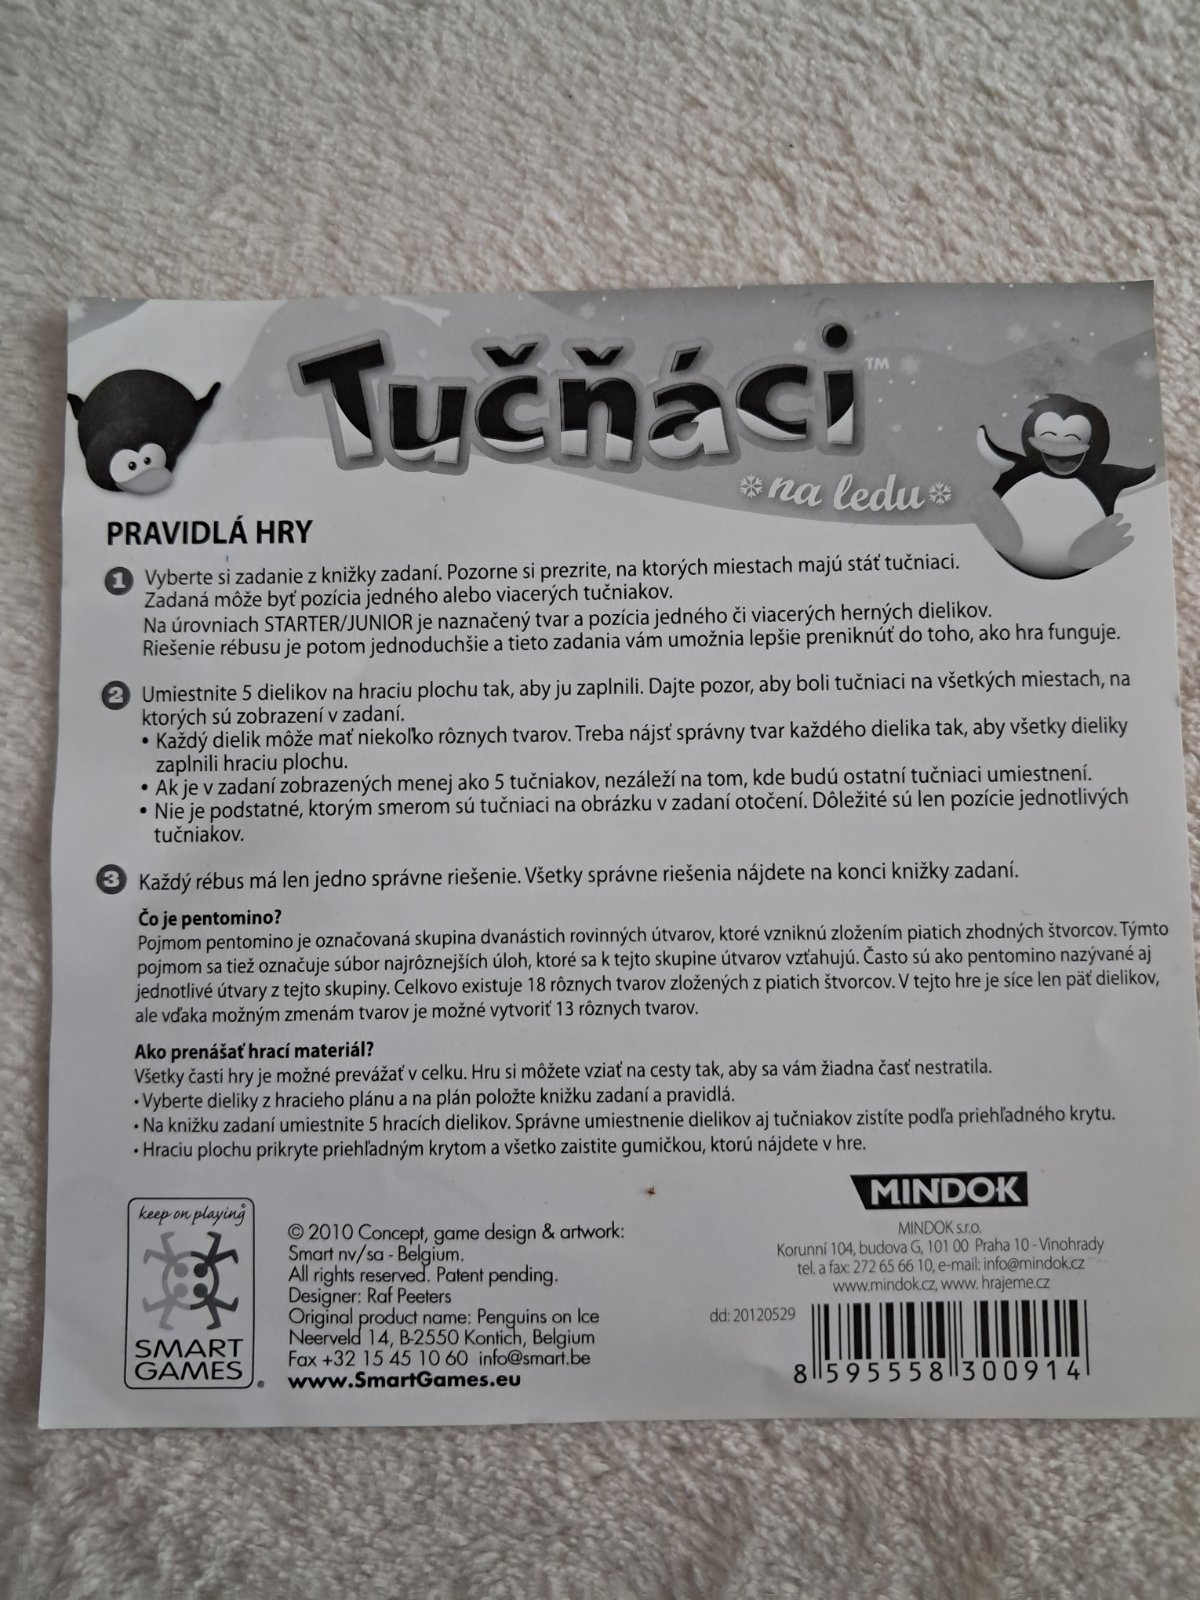 Tučňáci™
na ledu
PRAVIDLÁ HRY
1 Vyberte si zadanie z knižky zadaní. Pozorne si prezrite, na ktorých miestach majú stáť tučniaci.
Zadaná môže byť pozícia jedného alebo viacerých tučniakov.
Na úrovniach STARTER/JUNIOR je naznačený tvar a pozícia jedného či viacerých herných dielikov.
Riešenie rébusu je potom jednoduchšie a tieto zadania vám umožnia lepšie preniknúť do toho, ako hra funguje.
2 Umiestnite 5 dielikov na hraciu plochu tak, aby ju zaplnili. Dajte pozor, aby boli tučniaci na všetkých miestach, na
ktorých sú zobrazení v zadaní.
• Každý dielik môže mať niekoľko rôznych tvarov. Treba nájsť správny tvar každého dielika tak, aby všetky dieliky
zaplnili hraciu plochu.
• Ak je v zadaní zobrazených menej ako 5 tučniakov, nezáleží na tom, kde budú ostatní tučniaci umiestnení.
• Nie je podstatné, ktorým smerom sú tučniaci na obrázku v zadaní otočení. Dôležité sú len pozície jednotlivých
tučniakov.
3 Každý rébus má len jedno správne riešenie. Všetky správne riešenia nájdete na konci knižky zadaní.
Čo je pentomino?
Pojmom pentomino je označovaná skupina dvanástich rovinných útvarov, ktoré vzniknú zložením piatich zhodných štvorcov. Týmto
pojmom sa tiež označuje súbor najrôznejších úloh, ktoré sa k tejto skupine útvarov vzťahujú. Často sú ako pentomino nazývané aj
jednotlivé útvary z tejto skupiny. Celkovo existuje 18 rôznych tvarov zložených z piatich štvorcov. V tejto hre je síce len päť dielikov,
ale vďaka možným zmenám tvarov je možné vytvoriť 13 rôznych tvarov.
Ako prenášať hrací materiál?
Všetky časti hry je možné prevážať v celku. Hru si môžete vziať na cesty tak, aby sa vám žiadna časť nestratila.
• Vyberte dieliky z hracieho plánu a na plán položte knižku zadaní a pravidlá.
• Na knižku zadaní umiestnite 5 hracích dielikov. Správne umiestnenie dielikov aj tučniakov zistíte podľa priehľadného krytu.
• Hraciu plochu prikryte priehľadným krytom a všetko zaistite gumičkou, ktorú nájdete v hre.
keep on playing
SMART
GAMES®
© 2010 Concept, game design & artwork:
Smart nv/sa - Belgium.
All rights reserved. Patent pending.
Designer: Raf Peeters
Original product name: Penguins on Ice
Neerveld 14, B-2550 Kontich, Belgium
Fax +32 15 45 10 60 info@smart.be
www.SmartGames.eu
MINDOK
MINDOK s.r.o.
Korunní 104, budova G, 101 00 Praha 10 - Vinohrady
tel. a fax: 272 65 66 10, e-mail: info@mindok.cz
www.mindok.cz, www. hrajeme.cz
dd: 20120529
8 595558 300914